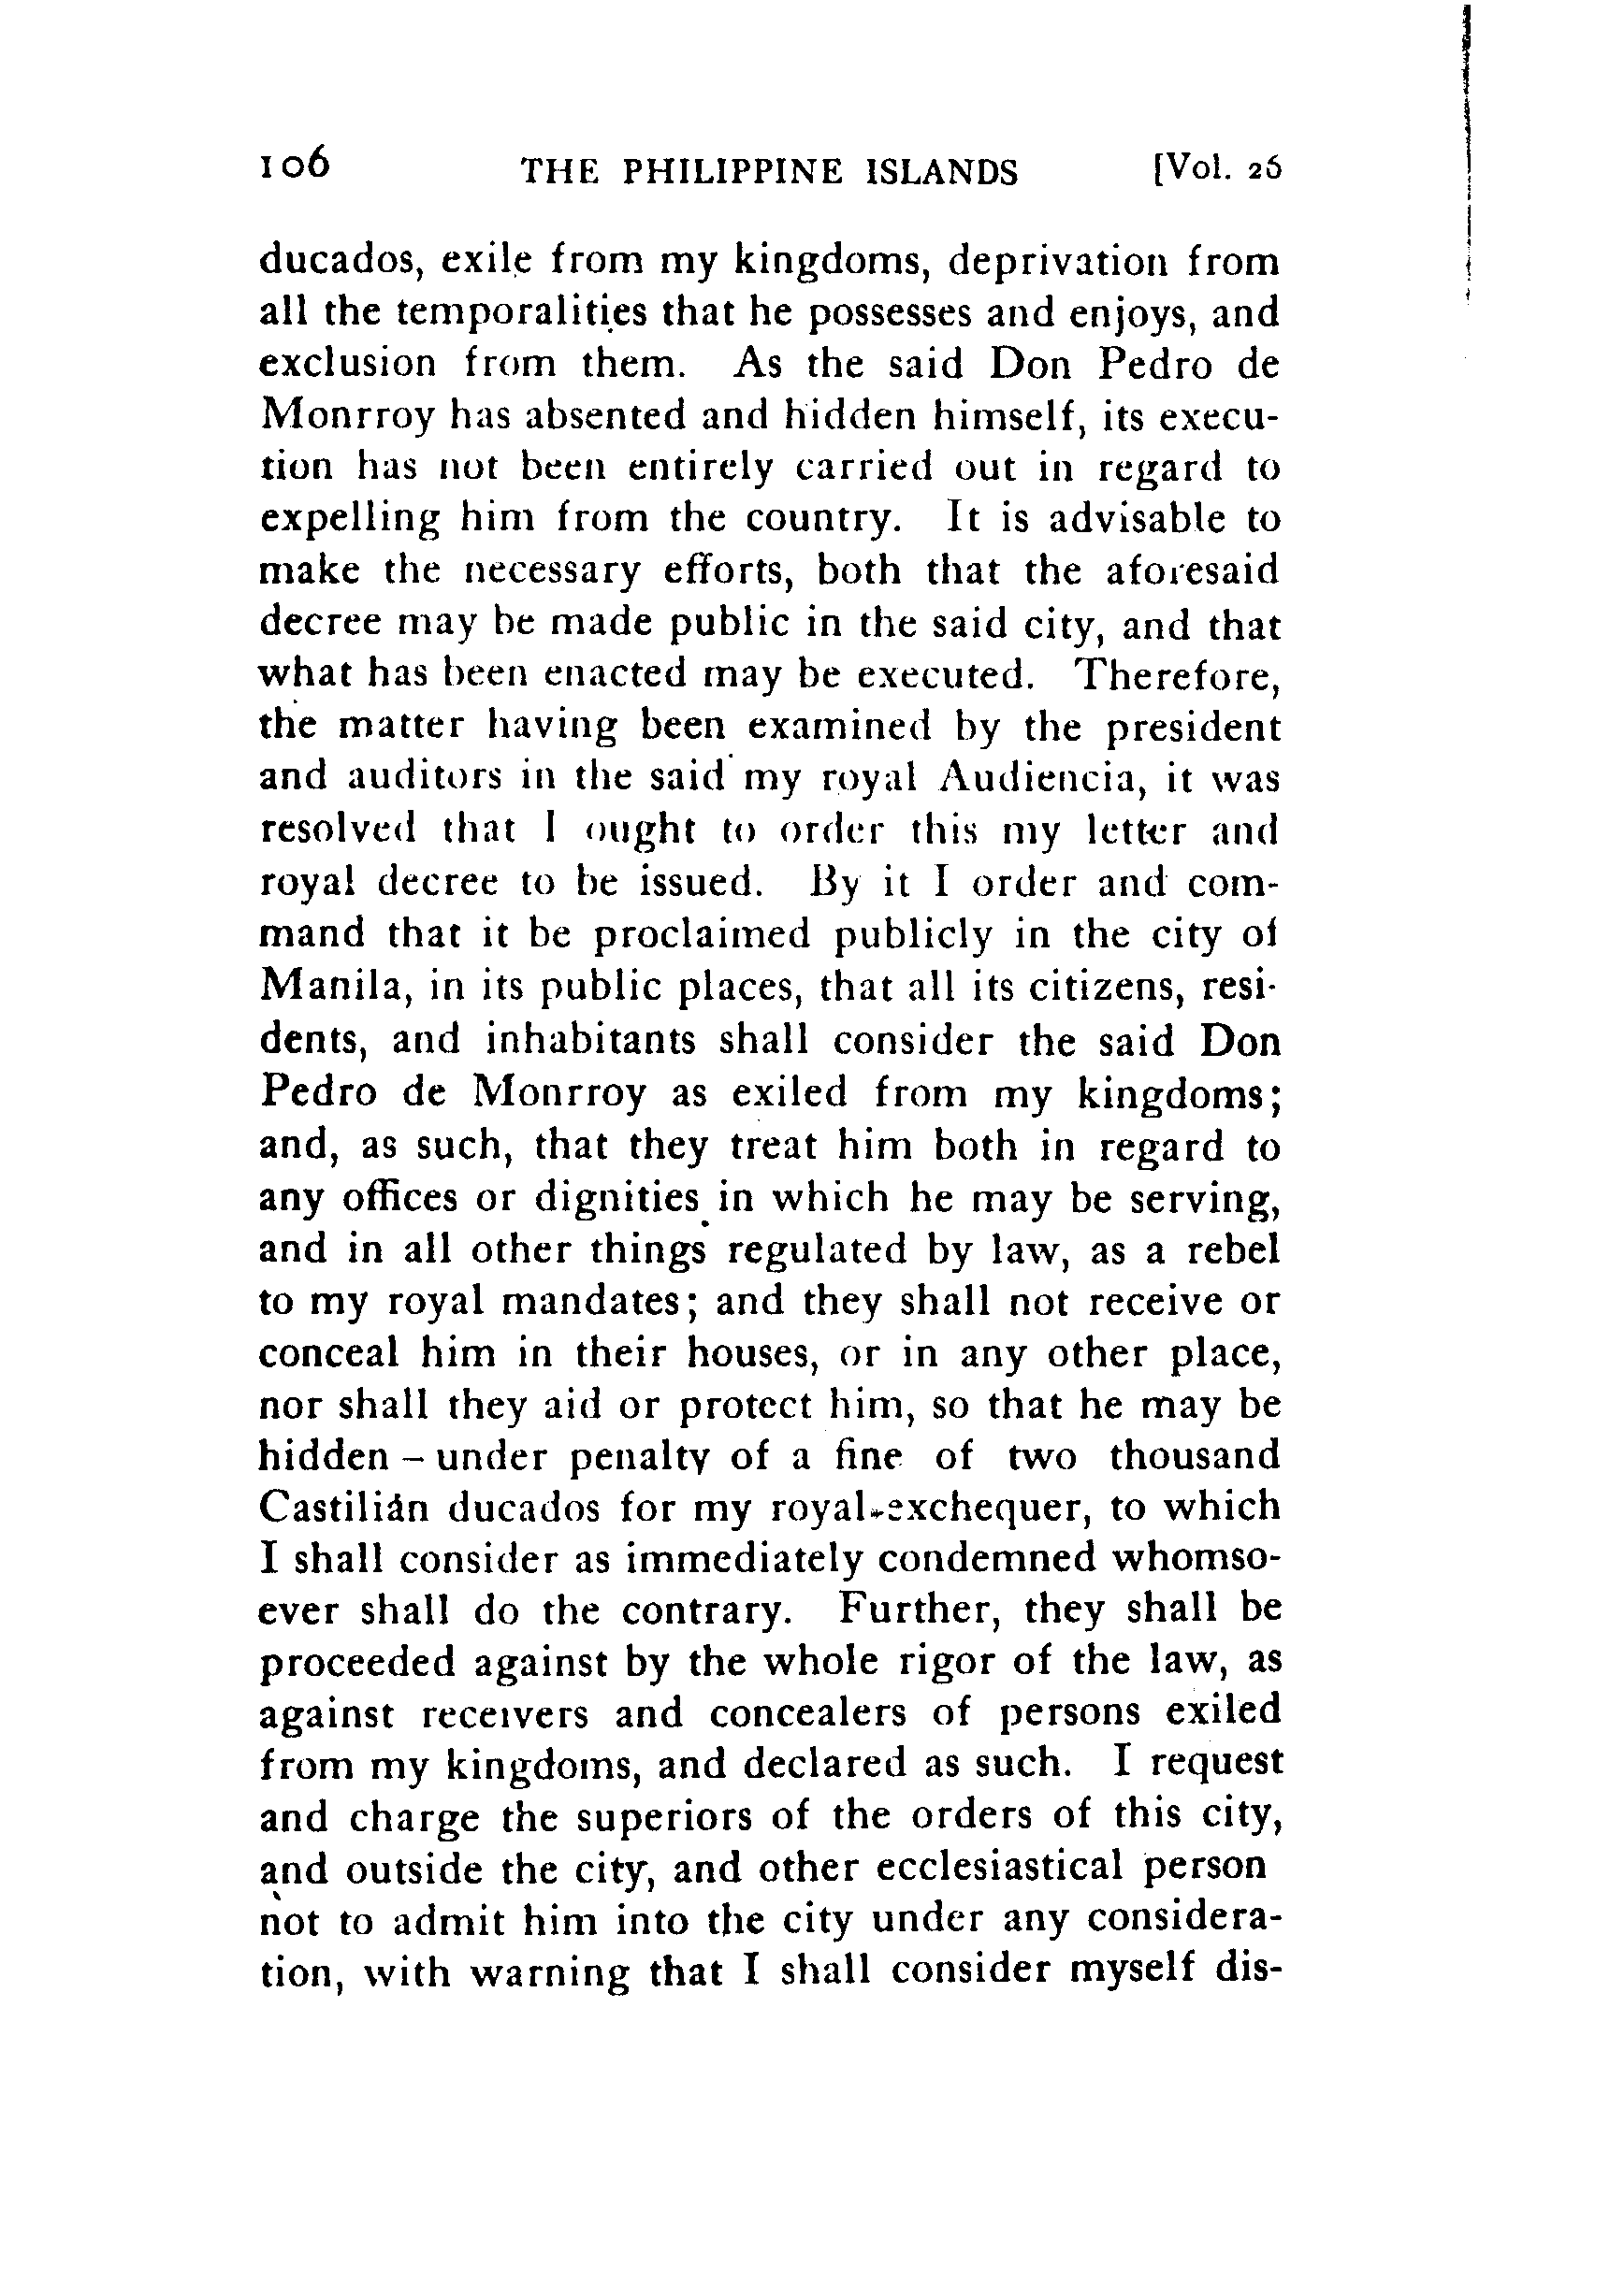 106 THE PHILIPPINE ISLANDS [Vol. 26
ducados, exile from my kingdoms, deprivation from
all the temporalities that he possesses and enjoys, and
exclusion from them. As the said Don Pedro de
Monrroy has absented and hidden himself, its execu-
tion has not been entirely carried out in regard to
expelling him from the country. It is advisable to
make the necessary efforts, both that the aforesaid
decree may be made public in the said city, and that
what has been enacted may be executed. Therefore,
the matter having been examined by the president
and auditors in the said my royal Audiencia, it was
resolved that I ought to order this my letter and
royal decree to be issued. By it I order and com-
mand that it be proclaimed publicly in the city of
Manila, in its public places, that all its citizens, resi-
dents, and inhabitants shall consider the said Don
Pedro de Monrroy as exiled from my kingdoms;
and, as such, that they treat him both in regard to
any offices or dignities in which he may be serving,
and in all other things regulated by law, as a rebel
to my royal mandates; and they shall not receive or
conceal him in their houses, or in any other place,
nor shall they aid or protect him, so that he may be
hidden – under penalty of a fine of two thousand
Castilián ducados for my royal exchequer, to which
I shall consider as immediately condemned whomso-
ever shall do the contrary. Further, they shall be
proceeded against by the whole rigor of the law, as
against receivers and concealers of persons exiled
from my kingdoms, and declared as such. I request
and charge the superiors of the orders of this city,
and outside the city, and other ecclesiastical person
not to admit him into the city under any considera-
tion, with warning that I shall consider myself dis-